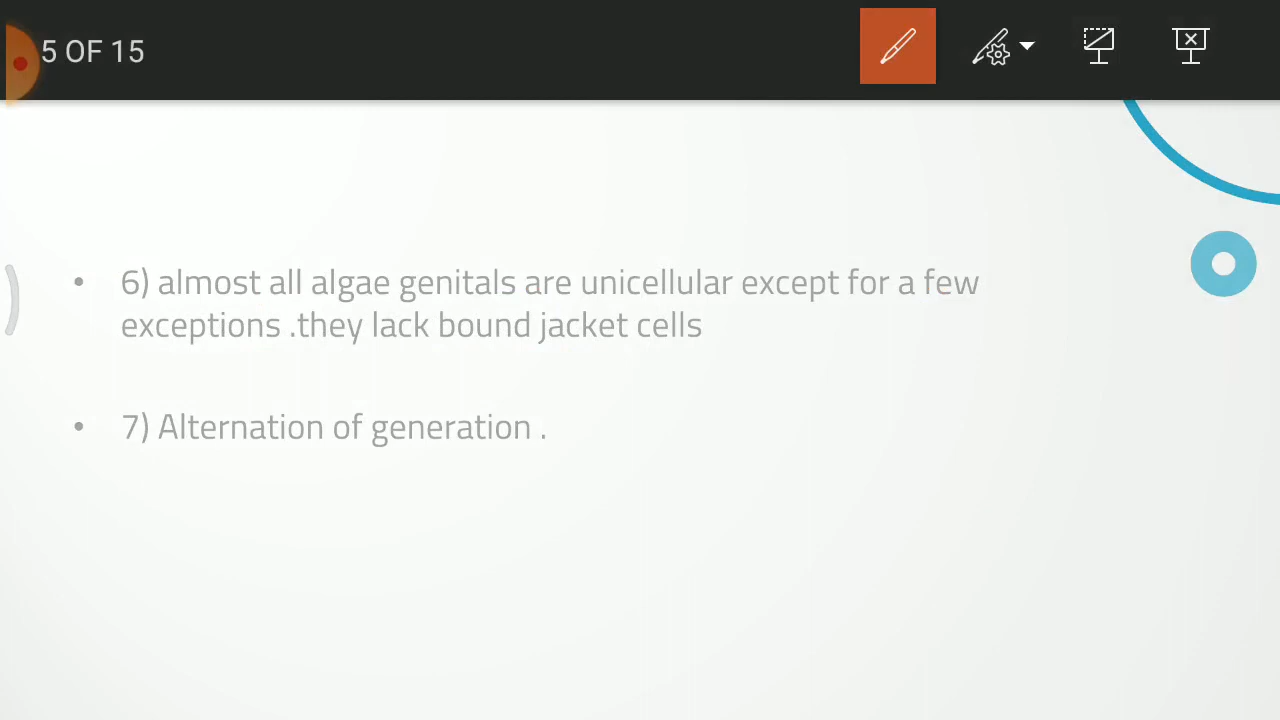 5 OF 15
• 6) almost all algae genitals are unicellular except for a few
exceptions .they lack bound jacket cells
• 7) Alternation of generation .